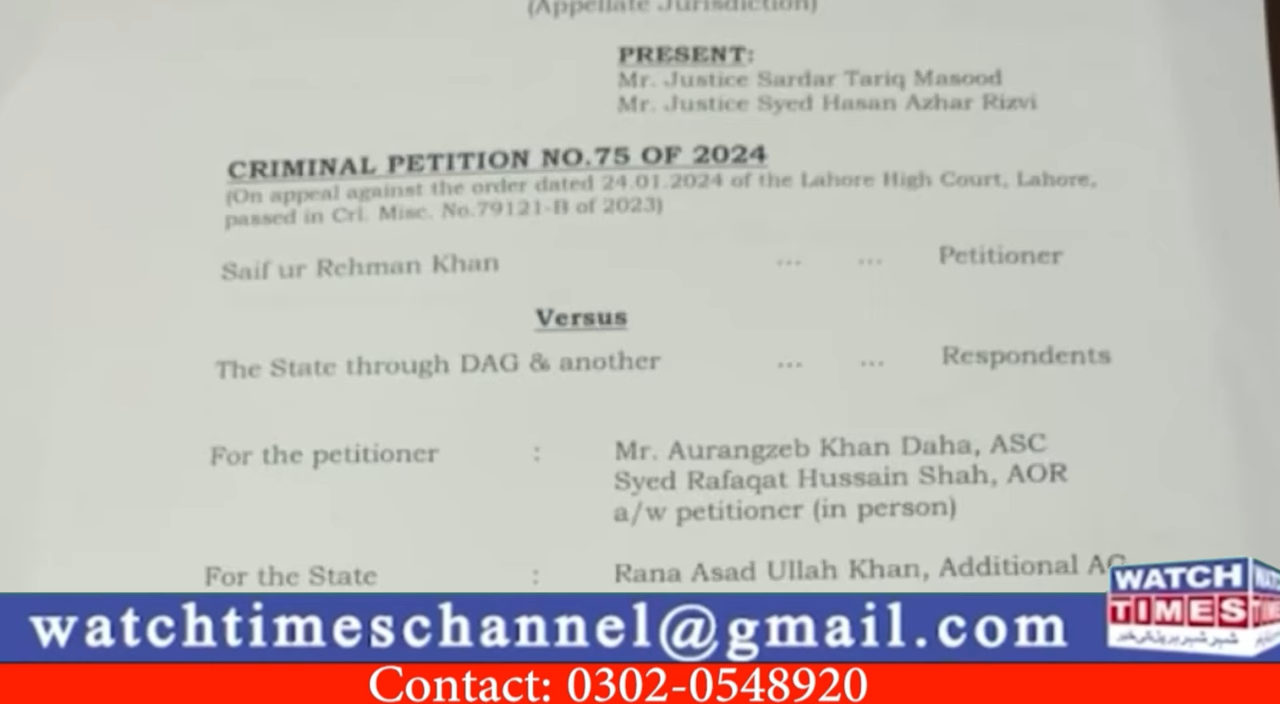 (Appellate Jurisdiction)
PRESENT:
Mr. Justice Sardar Tariq Masood
Mr. Justice Syed Hasan Azhar Rizvi
CRIMINAL PETITION NO.75 OF 2024
(On appeal against the order dated 24.01.2024 of the Lahore High Court, Lahore,
passed in Crl. Misc. No.79121-B of 2023)
Saif ur Rehman Khan ... ... Petitioner
Versus
The State through DAG & another ... ... Respondents
For the petitioner : Mr. Aurangzeb Khan Daha, ASC
Syed Rafaqat Hussain Shah, AOR
a/w petitioner (in person)
For the State : Rana Asad Ullah Khan, Additional AG
WATCH
TIMES
watchtimeschannel@gmail.com
Contact: 0302-0548920